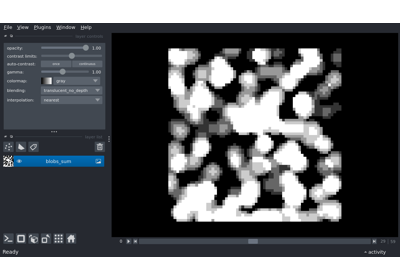 File View Plugins Window Help
opacity: 1.00
contrast limits:
auto-contrast: once continuous
gamma: 1.00
colormap: gray
blending: translucent_no_depth
interpolation: nearest
blobs_sum
Ready activity